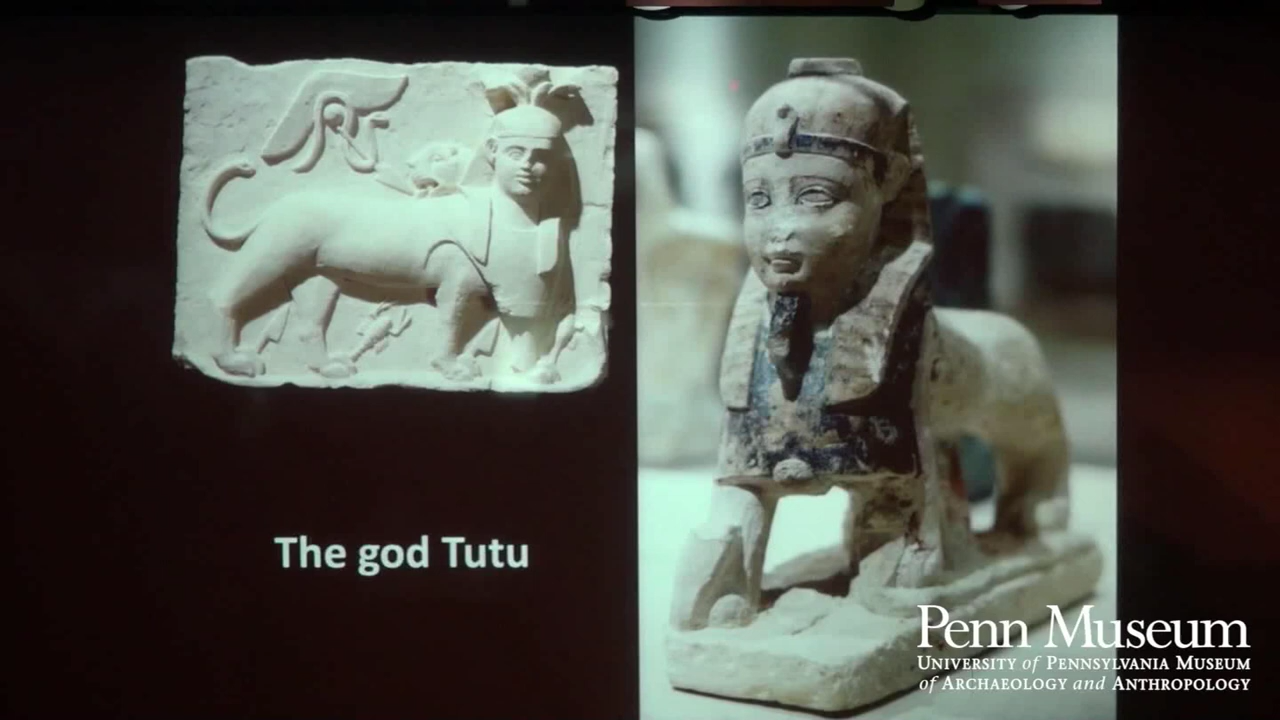 The god Tutu
Penn Museum
University of Pennsylvania Museum
of Archaeology and Anthropology